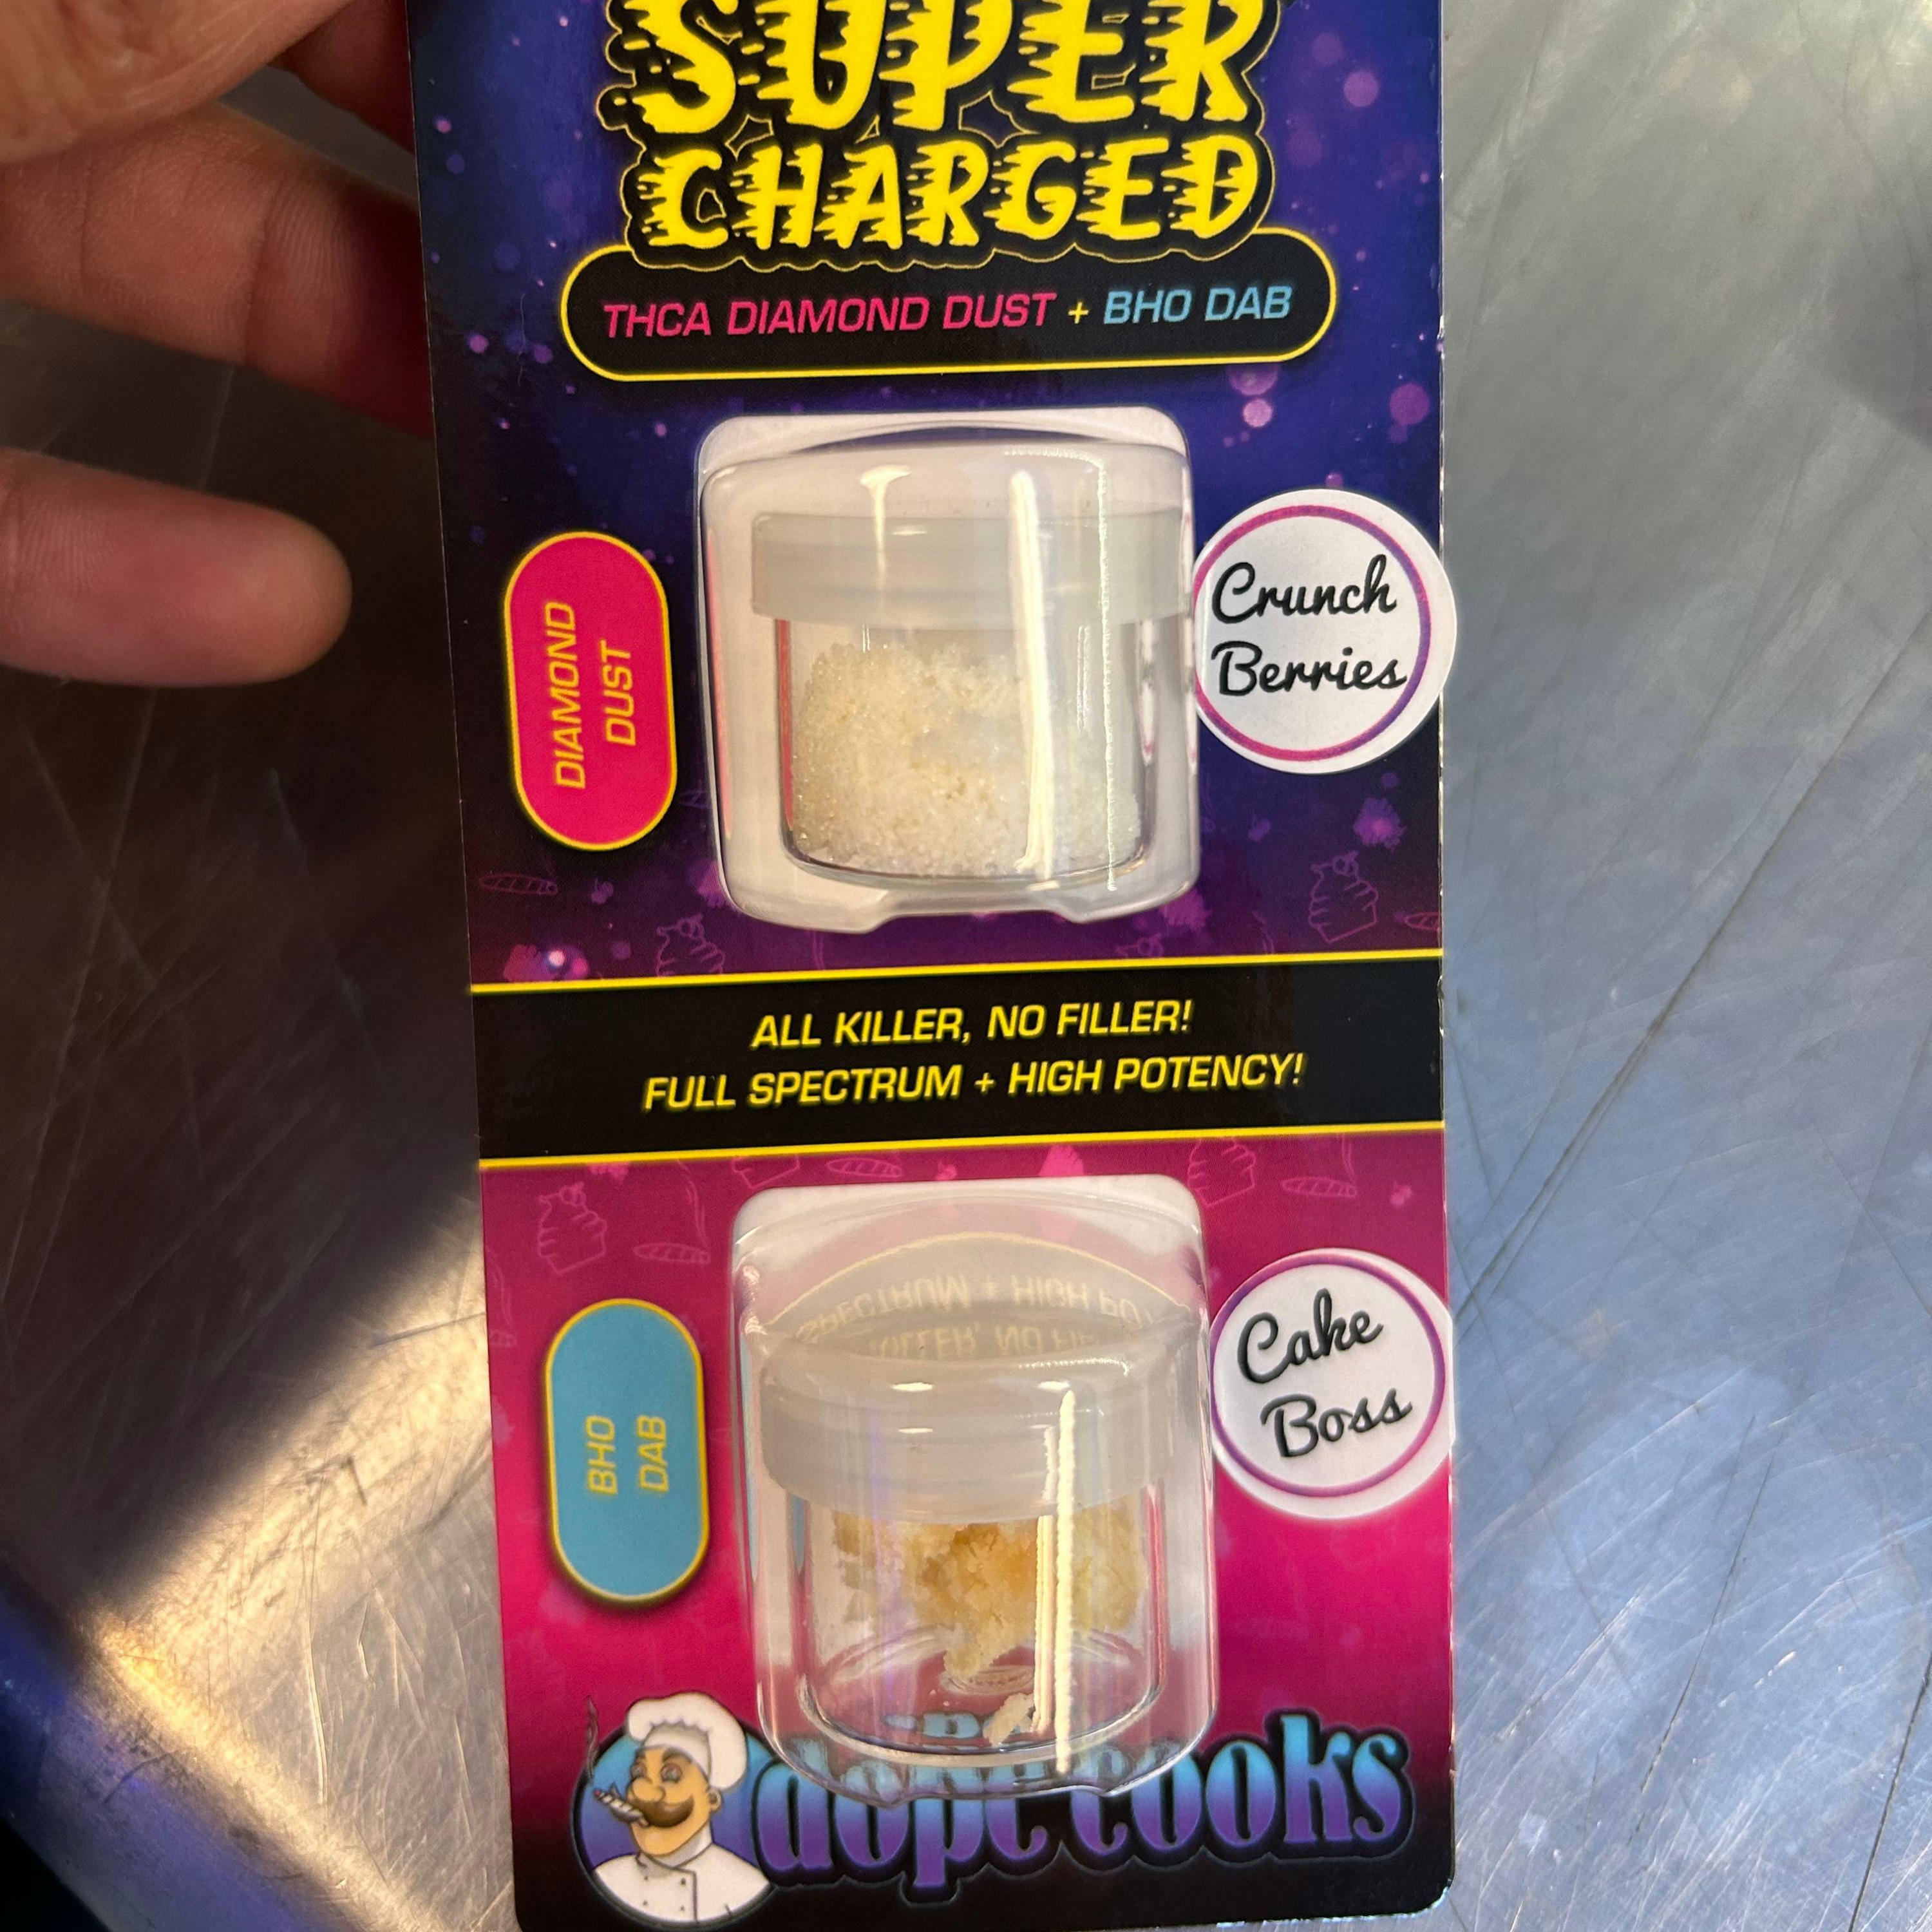 SUPER
CHARGED
THCA DIAMOND DUST + BHO DAB
DIAMOND
DUST
Crunch
Berries
ALL KILLER, NO FILLER!
FULL SPECTRUM + HIGH POTENCY!
BHO
DAB
Cake
Boss
dope cooks